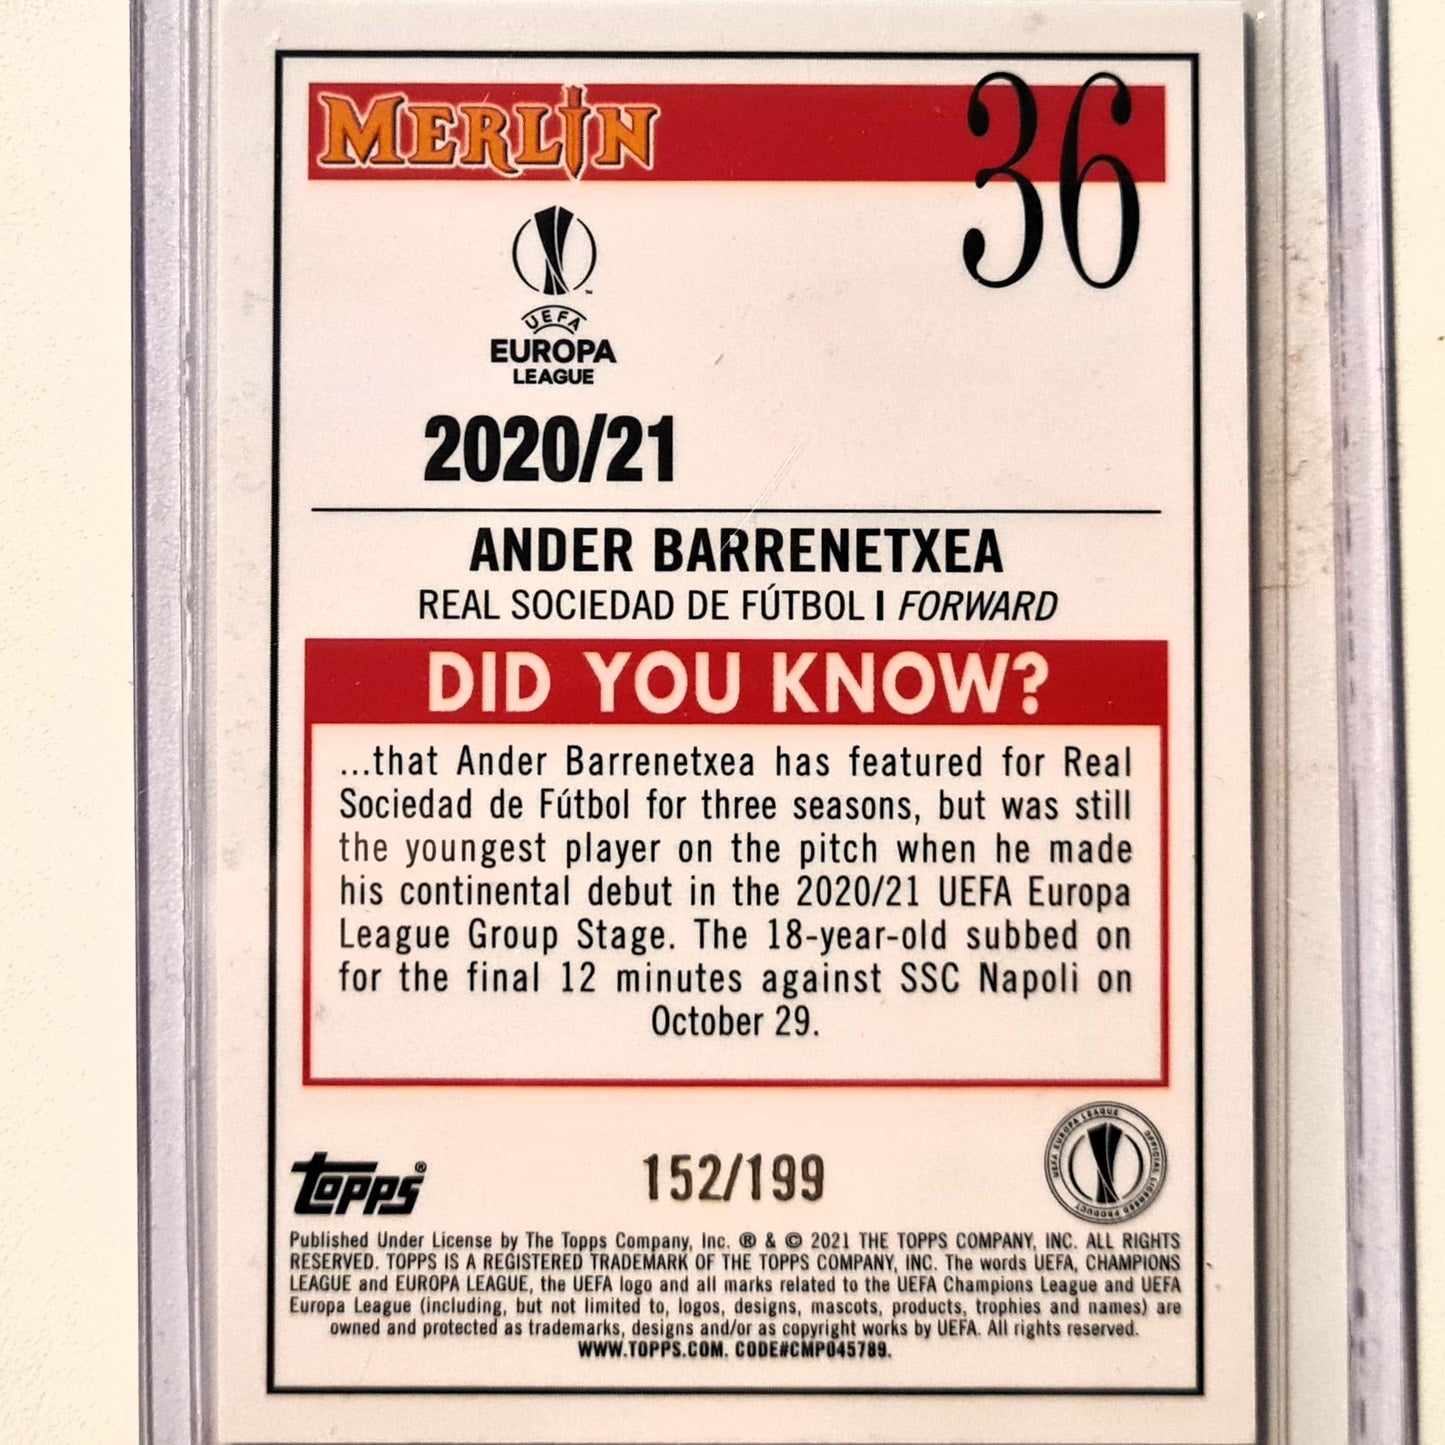 MERLIN
36
UEFA
EUROPA
LEAGUE
2020/21
ANDER BARRENETXEA
REAL SOCIEDAD DE FÚTBOL I FORWARD
DID YOU KNOW?
...that Ander Barrenetxea has featured for Real
Sociedad de Fútbol for three seasons, but was still
the youngest player on the pitch when he made
his continental debut in the 2020/21 UEFA Europa
League Group Stage. The 18-year-old subbed on
for the final 12 minutes against SSC Napoli on
October 29.
topps®
152/199
UEFA EUROPA LEAGUE OFFICIAL LICENSED PRODUCT
Published Under License by The Topps Company, Inc. ® & © 2021 THE TOPPS COMPANY, INC. ALL RIGHTS
RESERVED. TOPPS IS A REGISTERED TRADEMARK OF THE TOPPS COMPANY, INC. The words UEFA, CHAMPIONS
LEAGUE and EUROPA LEAGUE, the UEFA logo and all marks related to the UEFA Champions League and UEFA
Europa League (including, but not limited to, logos, designs, mascots, products, trophies and names) are
owned and protected as trademarks, designs and/or as copyright works by UEFA. All rights reserved.
WWW.TOPPS.COM. CODE#CMP045789.